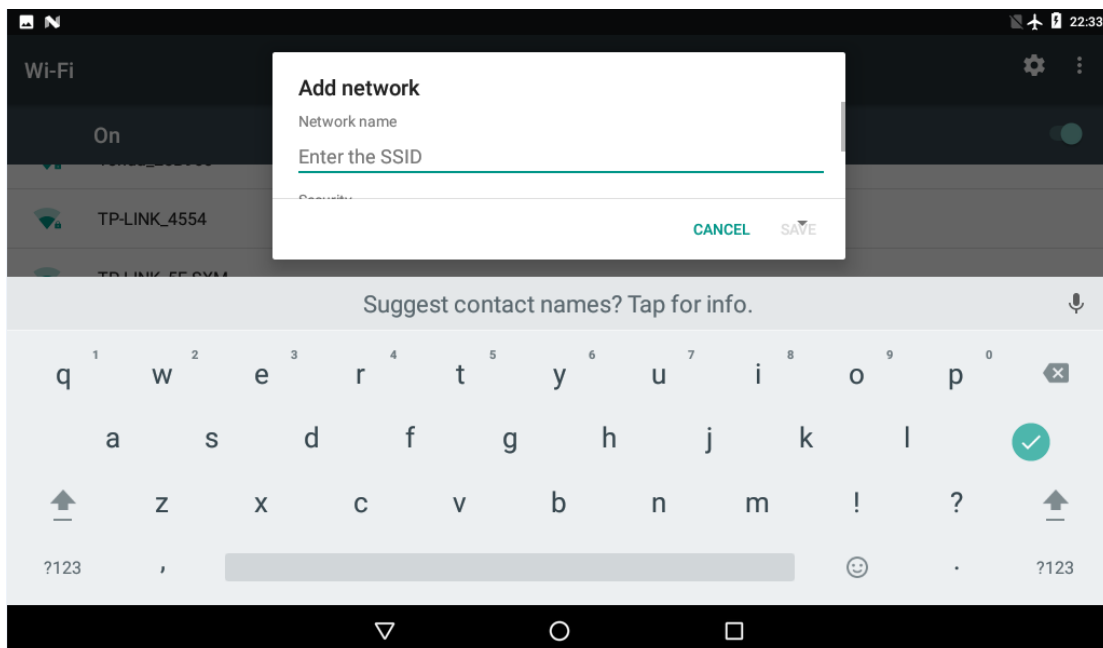 22:33
Wi-Fi
Add network
Network name
On
Enter the SSID
Security
TP-LINK_4554
CANCEL SAVE
Suggest contact names? Tap for info.
1 2 3 4 5 6 7 8 9 0
q w e r t y u i o p
a s d f g h j k l
z x c v b n m ! ?
?123 , . ?123